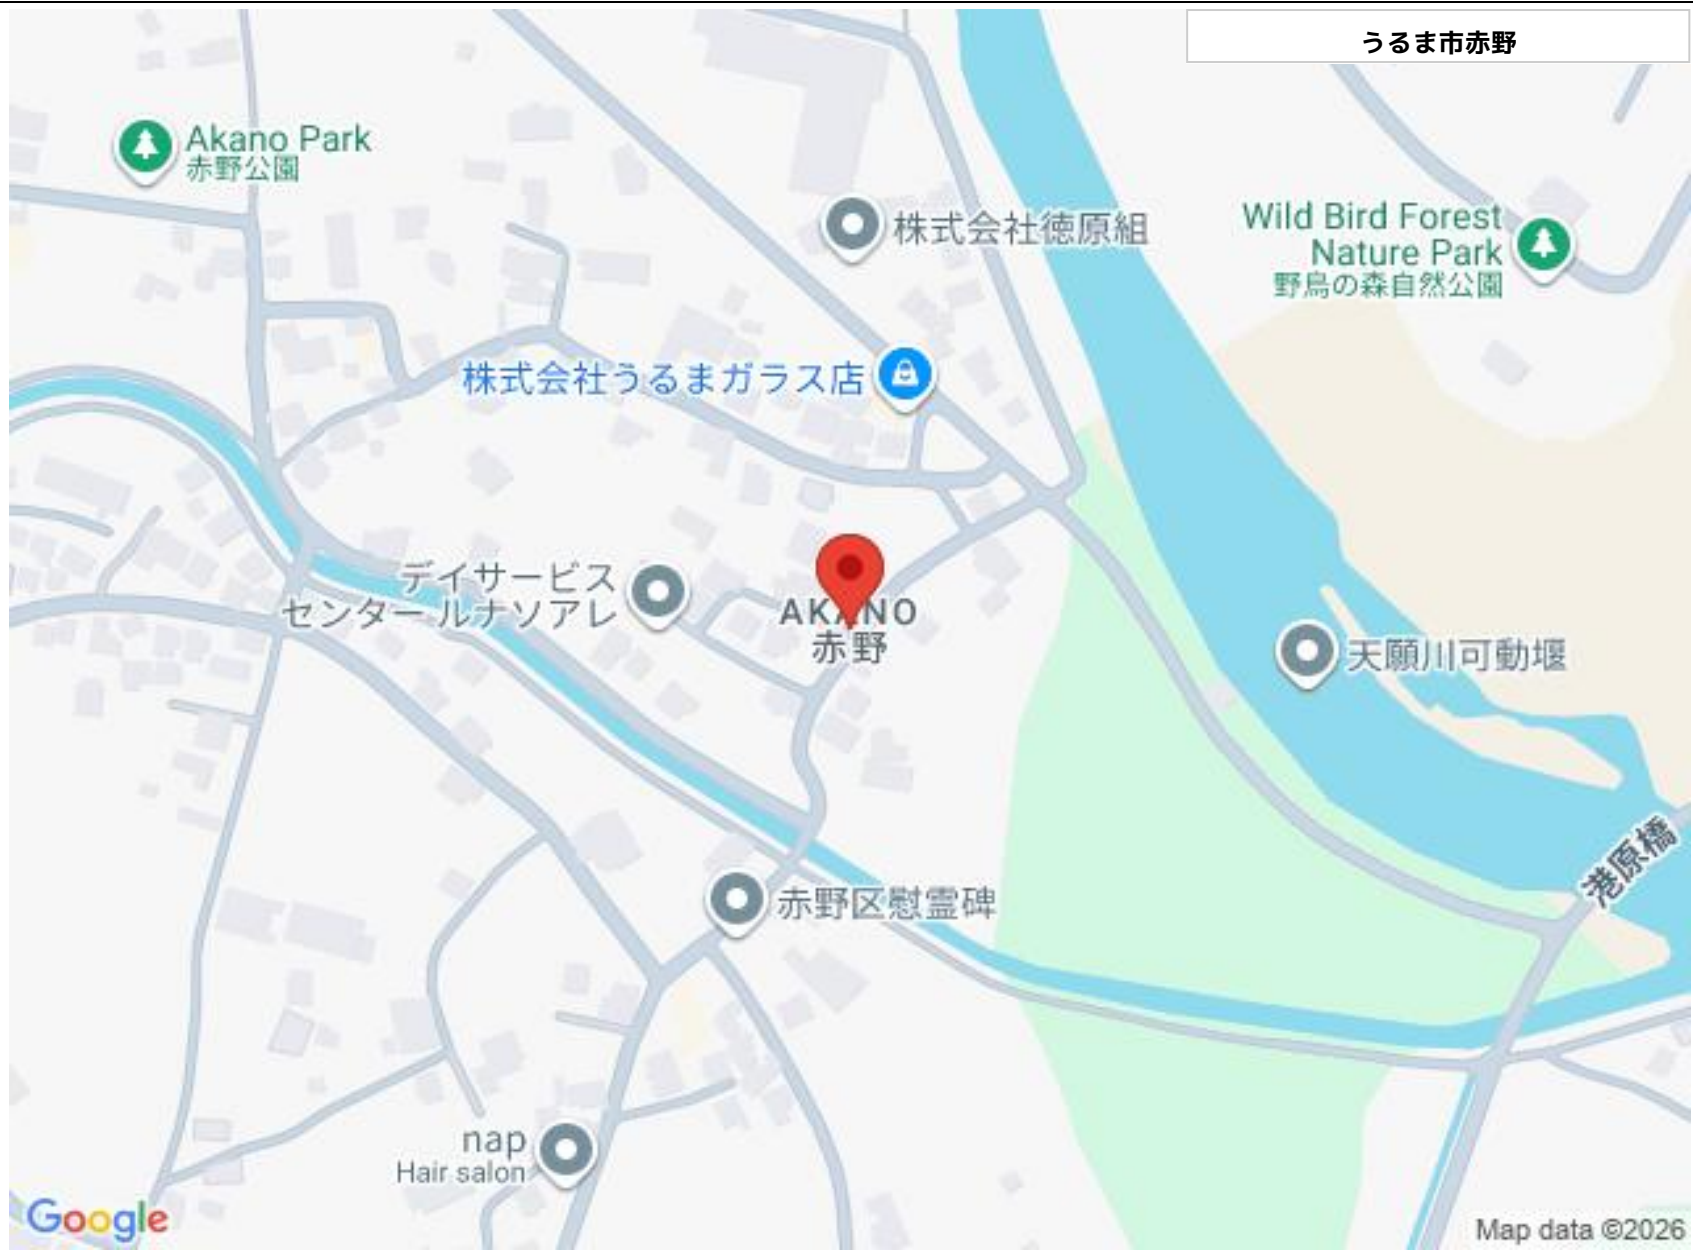 うるま市赤野
Akano Park
赤野公園
株式会社徳原組
Wild Bird Forest
Nature Park
野鳥の森自然公園
株式会社うるまガラス店
デイサービス
センター ルナソアレ
AKANO
赤野
天願川可動堰
港原橋
赤野区慰霊碑
nap
Hair salon
Google
Map data ©2026